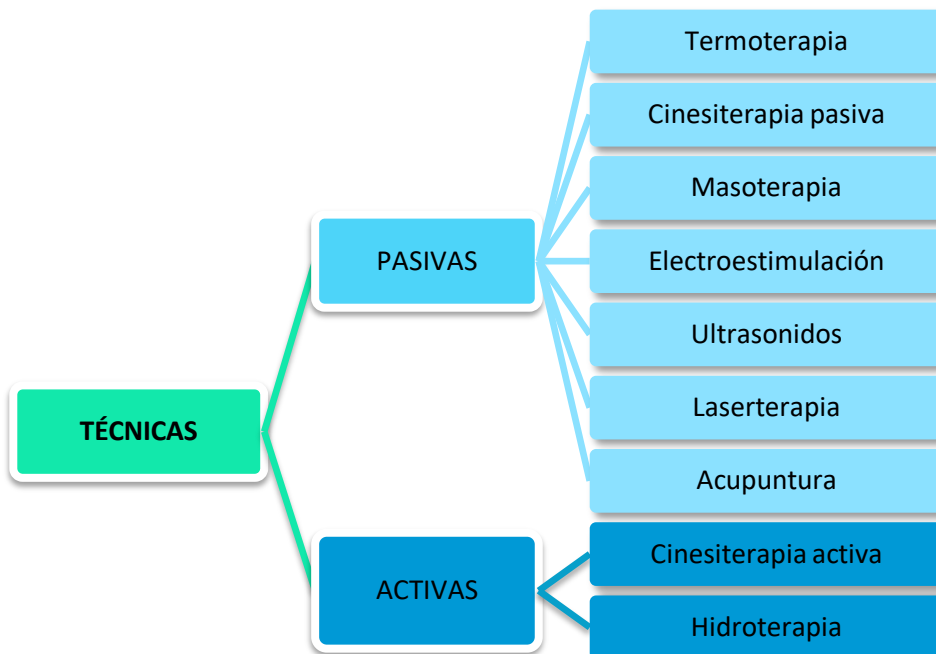 TÉCNICAS
PASIVAS
Termoterapia
Cinesiterapia pasiva
Masoterapia
Electroestimulación
Ultrasonidos
Laserterapia
Acupuntura
ACTIVAS
Cinesiterapia activa
Hidroterapia